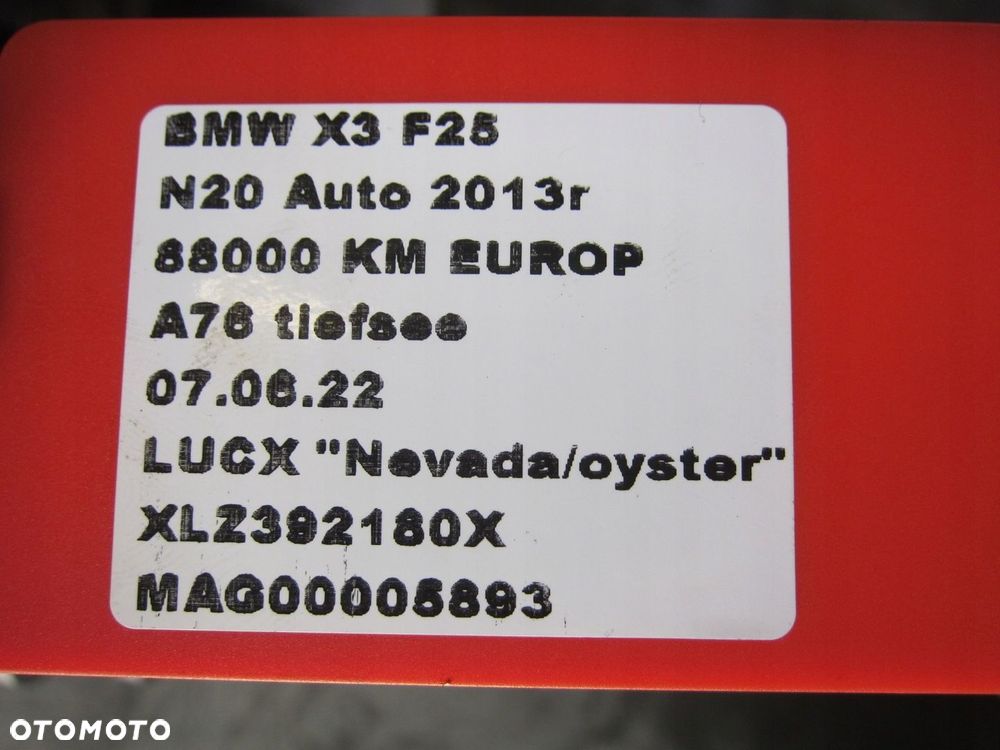 BMW X3 F25
N20 Auto 2013r
88000 KM EUROP
A76 tiefsee
07.06.22
LUCX "Nevada/oyster"
XLZ392180X
MAG00005893
OTOMOTO